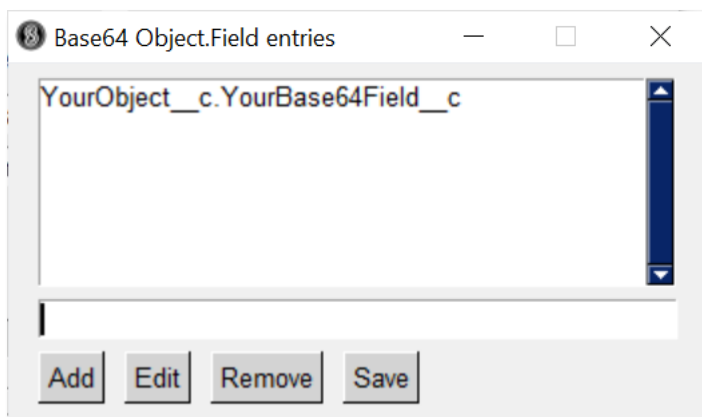 Base64 Object.Field entries
YourObject__c.YourBase64Field__c
Add Edit Remove Save